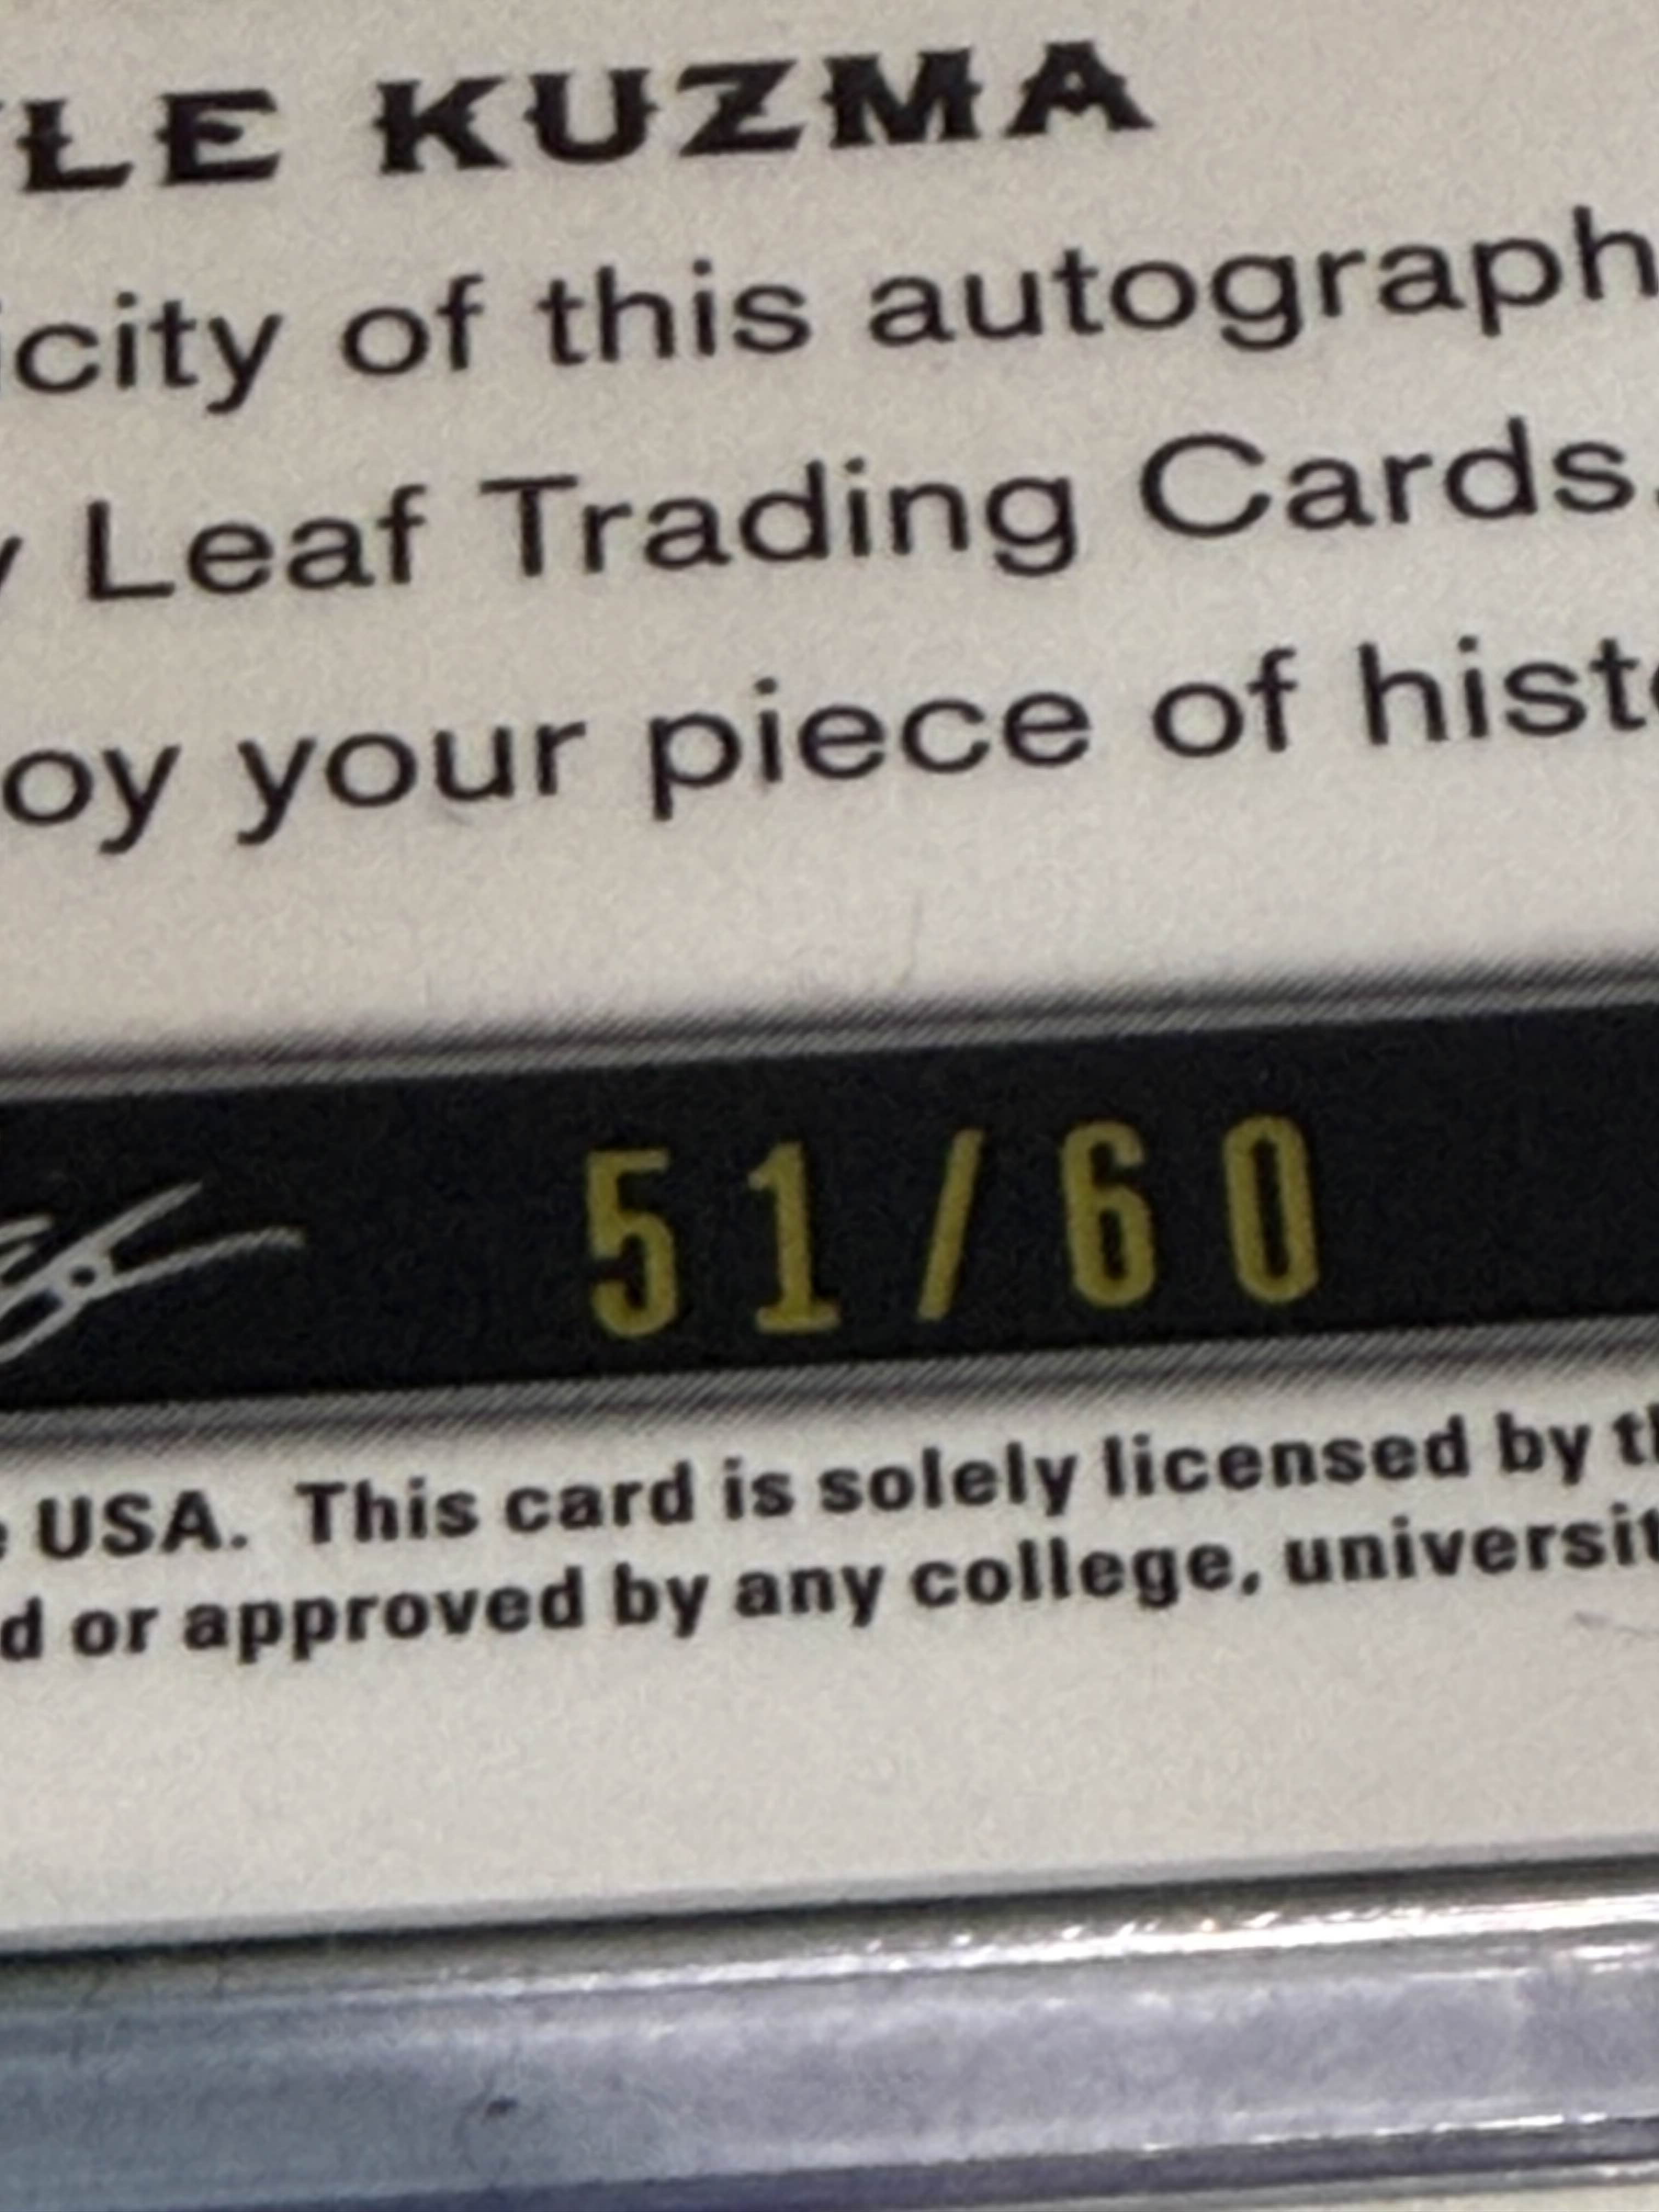 LE KUZMA
icity of this autograph
Leaf Trading Cards.
oy your piece of hist
51/60
USA. This card is solely licensed by th
d or approved by any college, universit